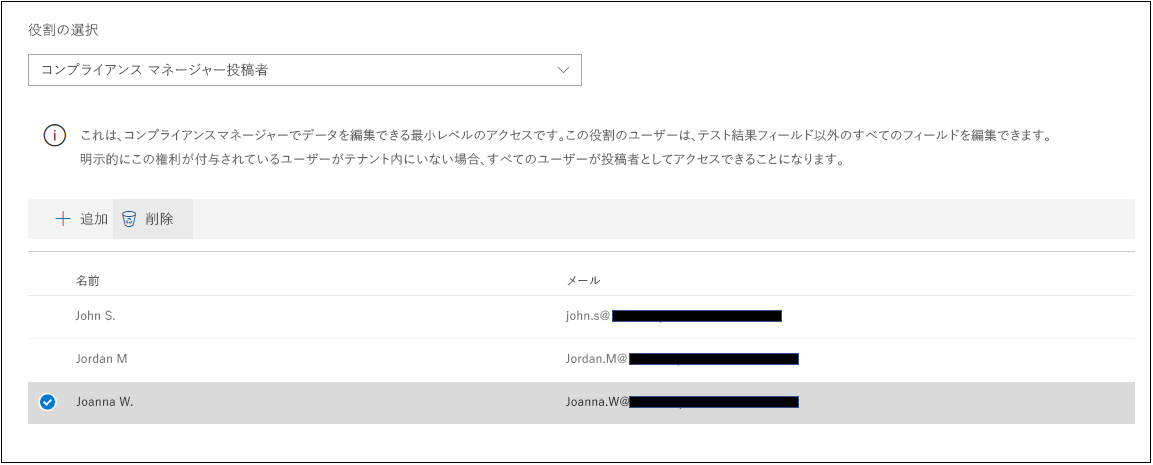 役割の選択
コンプライアンス マネージャー投稿者
これは、コンプライアンスマネージャーでデータを編集できる最小レベルのアクセスです。この役割のユーザーは、テスト結果フィールド以外のすべてのフィールドを編集できます。
明示的にこの権利が付与されているユーザーがテナント内にいない場合、すべてのユーザーが投稿者としてアクセスできることになります。
追加 削除
名前 メール
John S. john.s@
Jordan M Jordan.M@
Joanna W. Joanna.W@